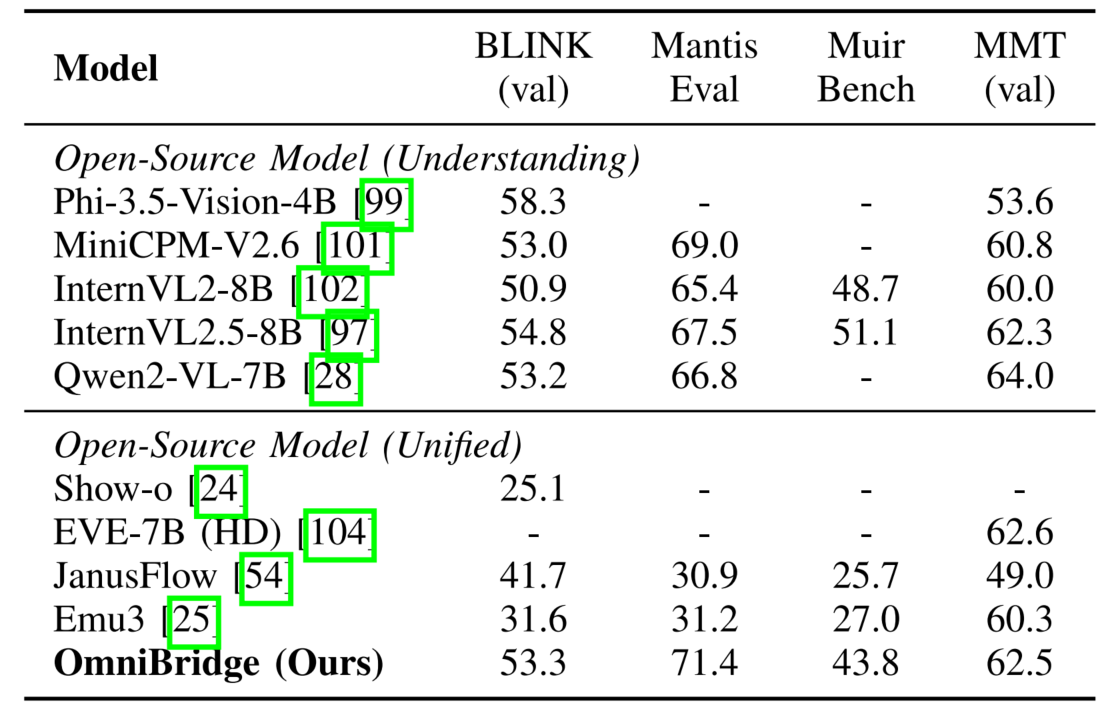 Model BLINK (val) Mantis Eval Muir Bench MMT (val)
Open-Source Model (Understanding)
Phi-3.5-Vision-4B [99] 58.3 - - 53.6
MiniCPM-V2.6 [101] 53.0 69.0 - 60.8
InternVL2-8B [102] 50.9 65.4 48.7 60.0
InternVL2.5-8B [97] 54.8 67.5 51.1 62.3
Qwen2-VL-7B [28] 53.2 66.8 - 64.0
Open-Source Model (Unified)
Show-o [24] 25.1 - - -
EVE-7B (HD) [104] - - - 62.6
JanusFlow [54] 41.7 30.9 25.7 49.0
Emu3 [25] 31.6 31.2 27.0 60.3
OmniBridge (Ours) 53.3 71.4 43.8 62.5